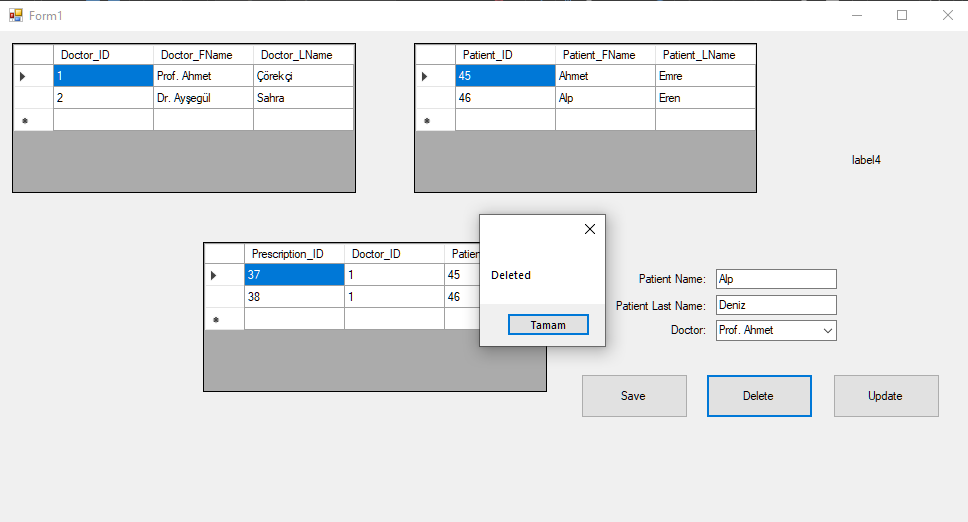 Form1
Doctor_ID Doctor_FName Doctor_LName
1 Prof. Ahmet Çörekçi
2 Dr. Ayşegül Sahra
Patient_ID Patient_FName Patient_LName
45 Ahmet Emre
46 Alp Eren
label4
Prescription_ID Doctor_ID Patien
37 1 45
38 1 46
Deleted
Tamam
Patient Name: Alp
Patient Last Name: Deniz
Doctor: Prof. Ahmet
Save Delete Update